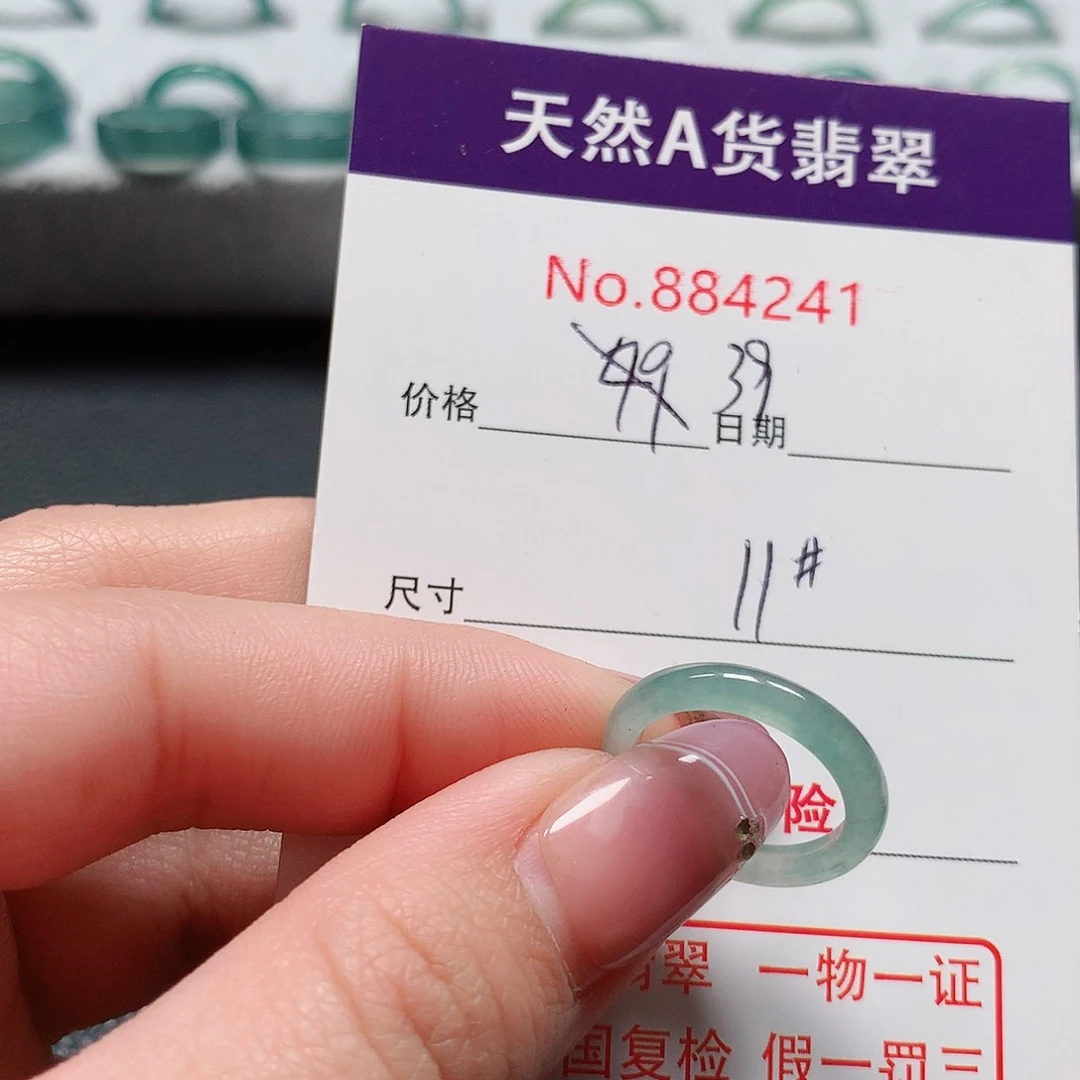 天然A货翡翠
No.884241
价格 49 39 日期
尺寸 11#
险
翠 一物一证
国复检 假一罚三